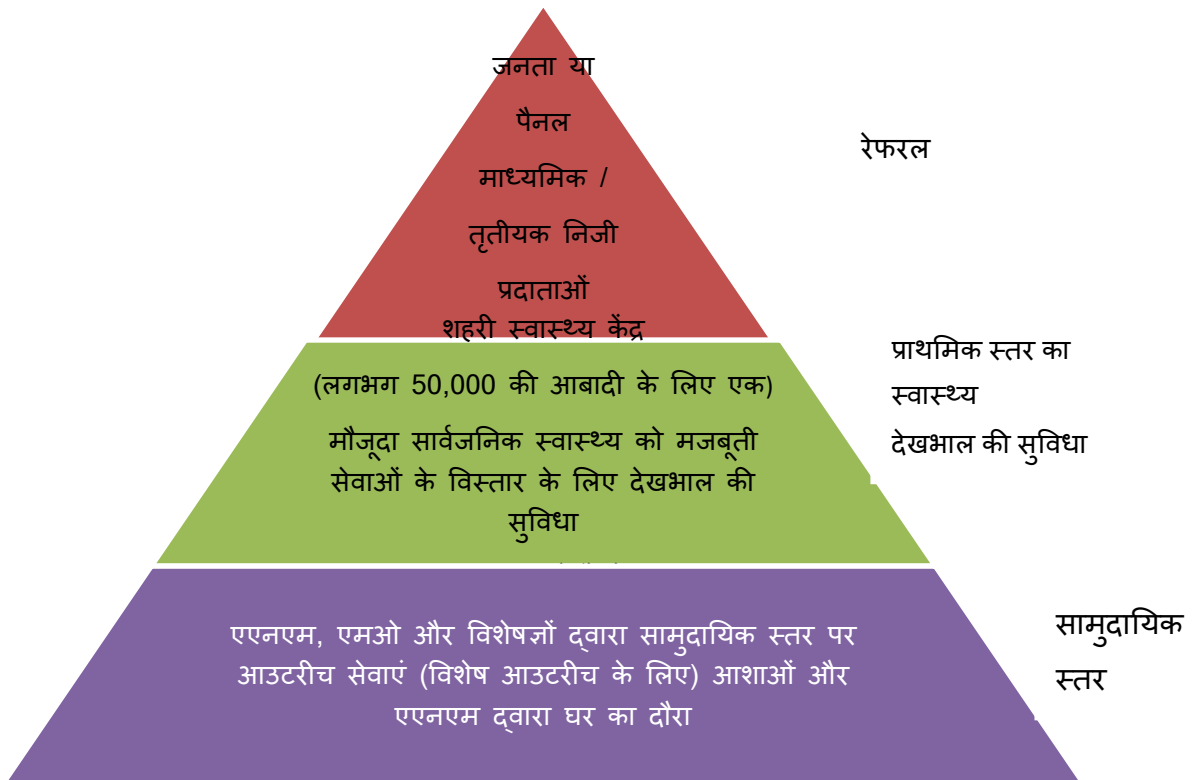 जनता या
पैनल
माध्यमिक /
तृतीयक निजी
प्रदाताओं
रेफरल
शहरी स्वास्थ्य केंद्र
(लगभग 50,000 की आबादी के लिए एक)
मौजूदा सार्वजनिक स्वास्थ्य को मजबूती
सेवाओं के विस्तार के लिए देखभाल की
सुविधा
प्राथमिक स्तर का
स्वास्थ्य
देखभाल की सुविधा
एएनएम, एमओ और विशेषज्ञों द्वारा सामुदायिक स्तर पर
आउटरीच सेवाएं (विशेष आउटरीच के लिए) आशाओं और
एएनएम द्वारा घर का दौरा
सामुदायिक
स्तर